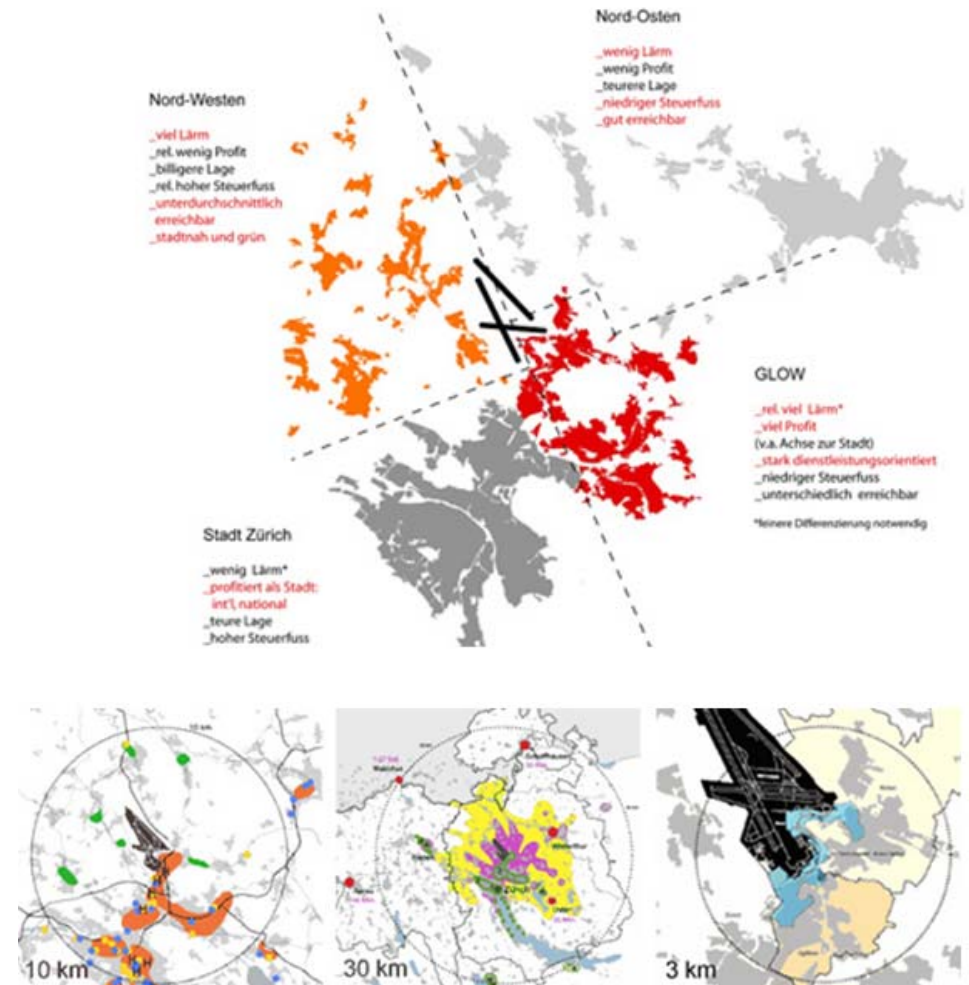 Nord-Osten
_wenig Lärm
_wenig Profit
_teurere Lage
_niedriger Steuerfuss
_gut erreichbar
Nord-Westen
_viel Lärm
_rel. wenig Profit
_billigere Lage
_rel. hoher Steuerfuss
_unterdurchschnittlich
erreichbar
_stadtnah und grün
GLOW
_rel. viel Lärm*
_viel Profit
(v.a. Achse zur Stadt)
_stark dienstleistungsorientiert
_niedriger Steuerfuss
_unterschiedlich erreichbar
*feinere Differenzierung notwendig
Stadt Zürich
_wenig Lärm*
_profitiert als Stadt:
int'l, national
_teure Lage
_hoher Steuerfuss
10 km
Zürich
H
H
H
H
10 km
30 km
3 km